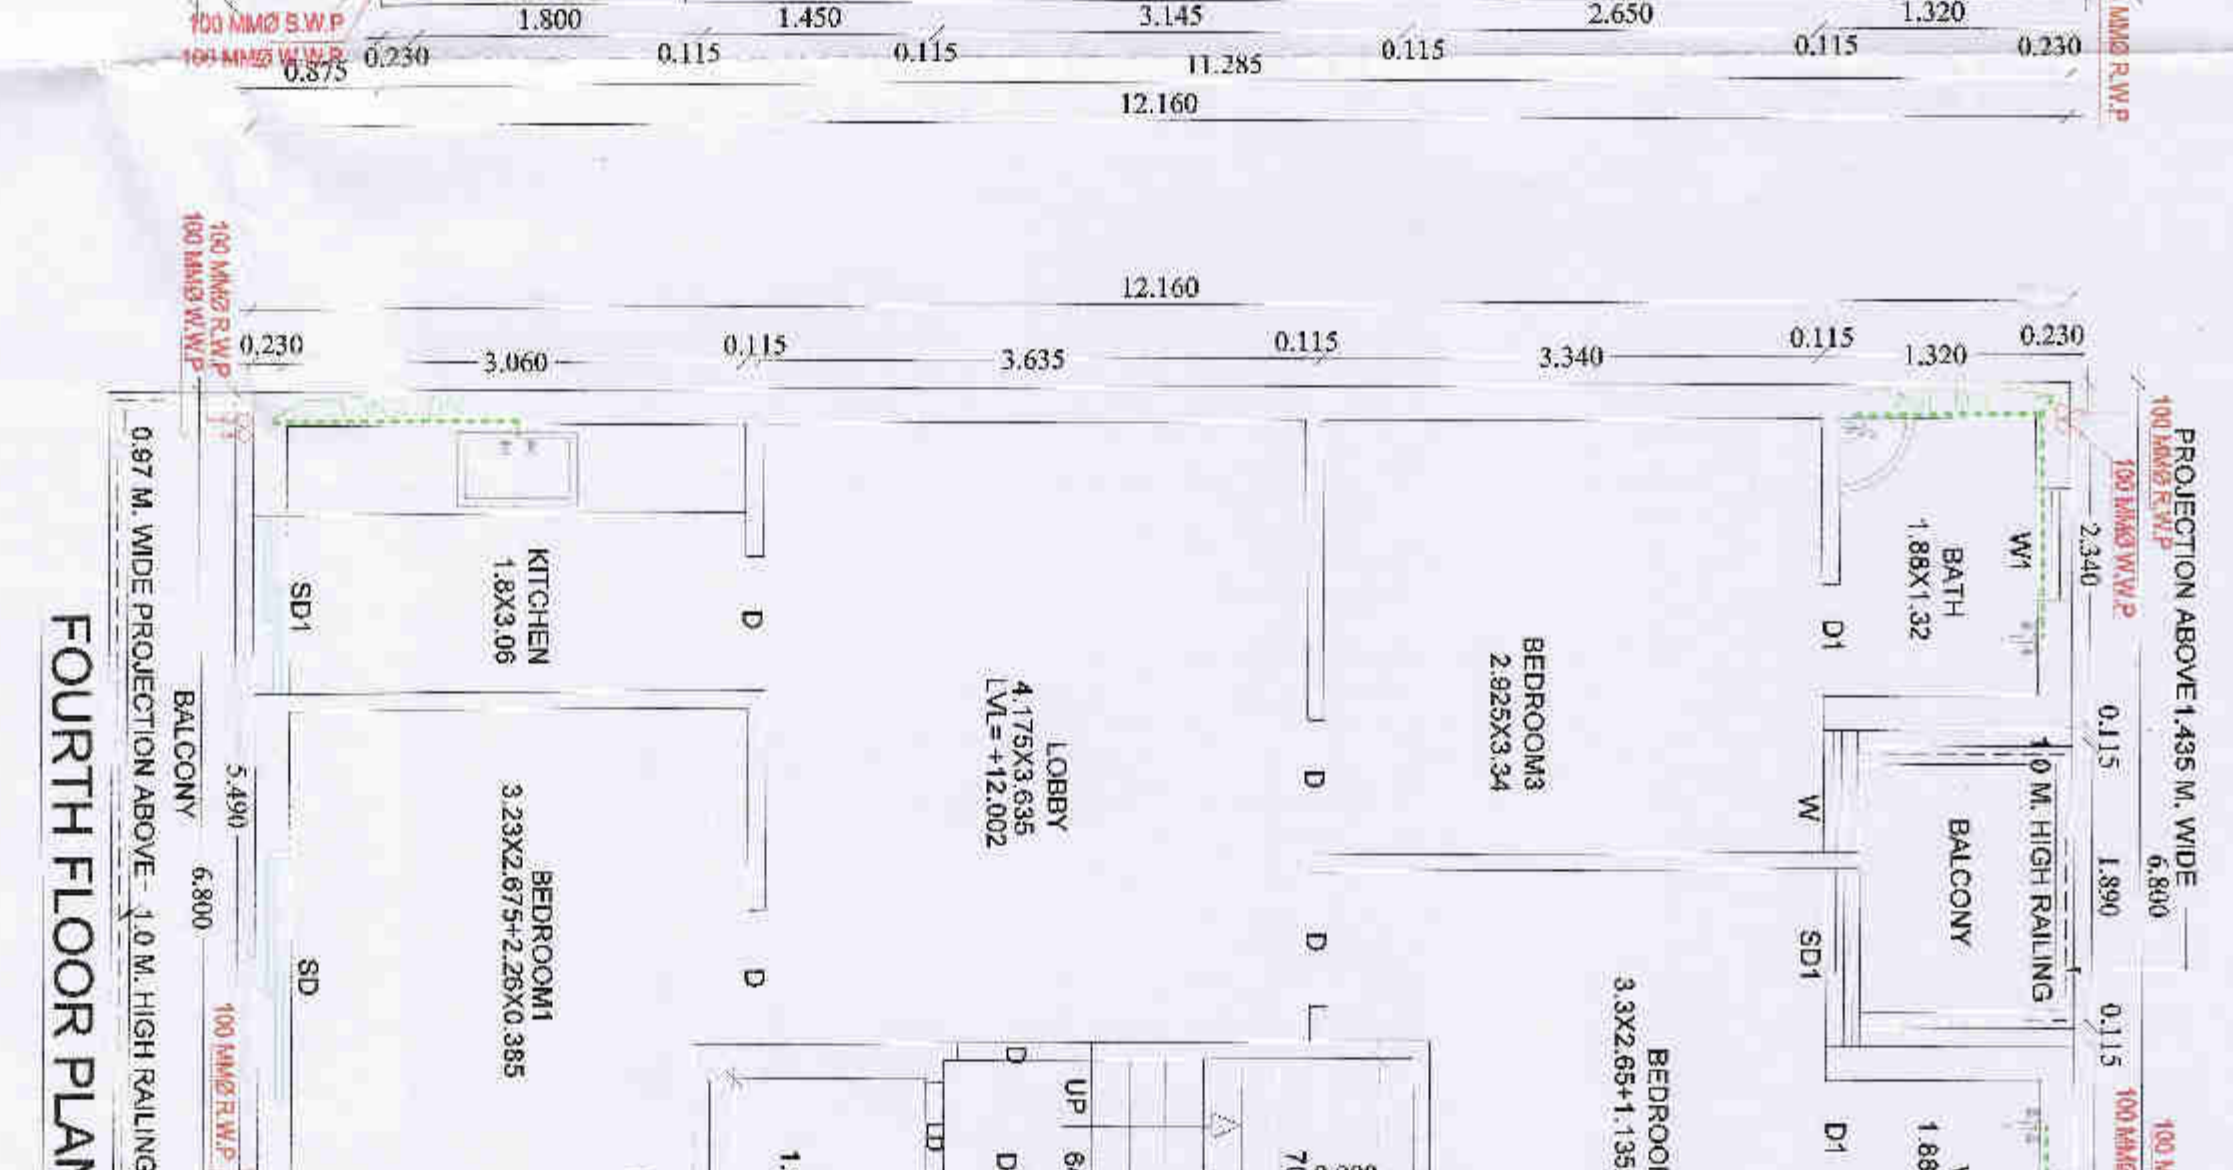 100 MMØ S.W.P
100 MMØ W.W.P
1.800
1.450
3.145
2.650
1.320
0.875
0.230
0.115
0.115
11.285
0.115
0.115
0.230
12.160
MMØ R.W.P
12.160
0.230
3.060
0.115
3.635
0.115
3.340
0.115
1.320
0.230
100 MMØ R.W.P
100 MMØ W.W.P
PROJECTION ABOVE1.435 M. WIDE
100 MMØ R.W.P
100 MMØ W.W.P
6.800
2.340
0.115
1.890
0.115
100 MMØ
1.0 M. HIGH RAILING
W1
BATH
1.88X1.32
BALCONY
1.88
D1
W
SD1
D1
BEDROOM3
2.925X3.34
3.3X2.65+1.135
D
D
LOBBY
4.175X3.635
LVL= +12.002
UP
D
D
LD
D
D
KITCHEN
1.8X3.06
BEDROOM1
3.23X2.675+2.26X0.385
SD1
SD
5.490
6.800
100 MMØ R.W.P
BALCONY
0.97 M. WIDE PROJECTION ABOVE- 1.0 M. HIGH RAILING
FOURTH FLOOR PLAN